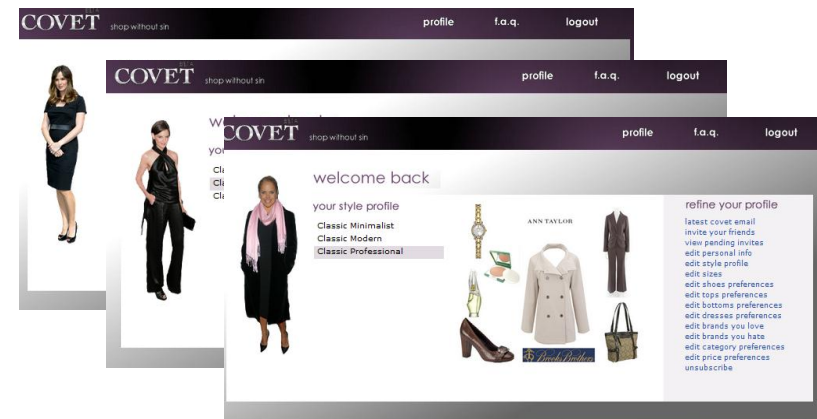 COVET shop without sin profile f.a.q. logout
COVET shop without sin profile f.a.q. logout
COVET shop without sin profile f.a.q. logout
welcome back
your style profile
Classic Minimalist
Classic Modern
Classic Professional
ANN TAYLOR
Brooks Brothers
refine your profile
latest covet email
invite your friends
view pending invites
edit personal info
edit style profile
edit sizes
edit shoes preferences
edit tops preferences
edit bottoms preferences
edit dresses preferences
edit brands you love
edit brands you hate
edit category preferences
edit price preferences
unsubscribe